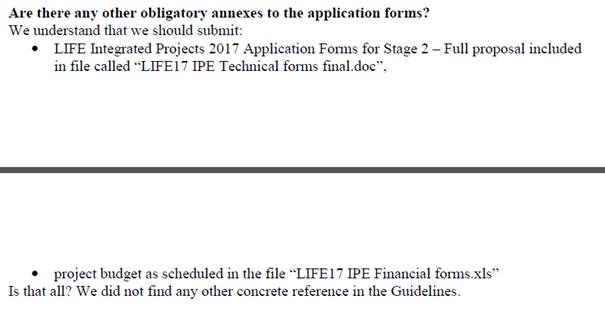 Are there any other obligatory annexes to the application forms?
We understand that we should submit:
• LIFE Integrated Projects 2017 Application Forms for Stage 2 – Full proposal included
in file called “LIFE17 IPE Technical forms final.doc”,
• project budget as scheduled in the file “LIFE17 IPE Financial forms.xls”
Is that all? We did not find any other concrete reference in the Guidelines.